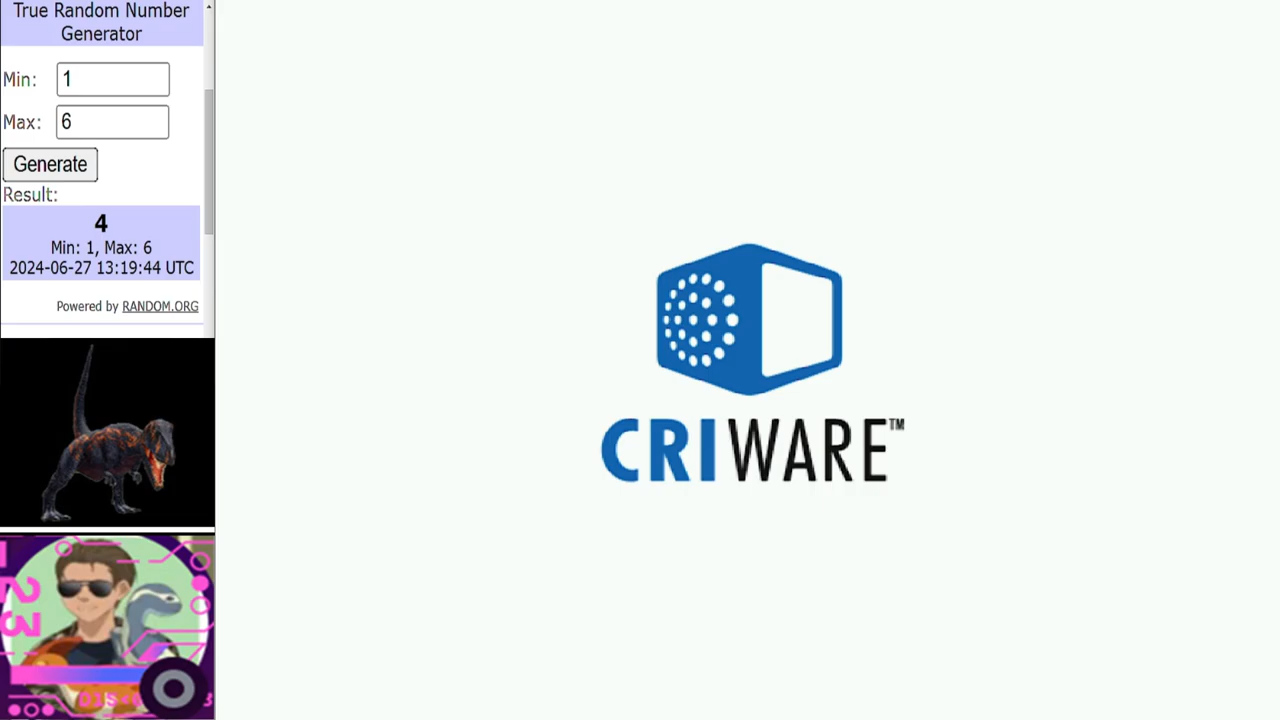 True Random Number
Generator
Min: 1
Max: 6
Generate
Result:
4
Min: 1, Max: 6
2024-06-27 13:19:44 UTC
Powered by RANDOM.ORG
CRIWARE™
23